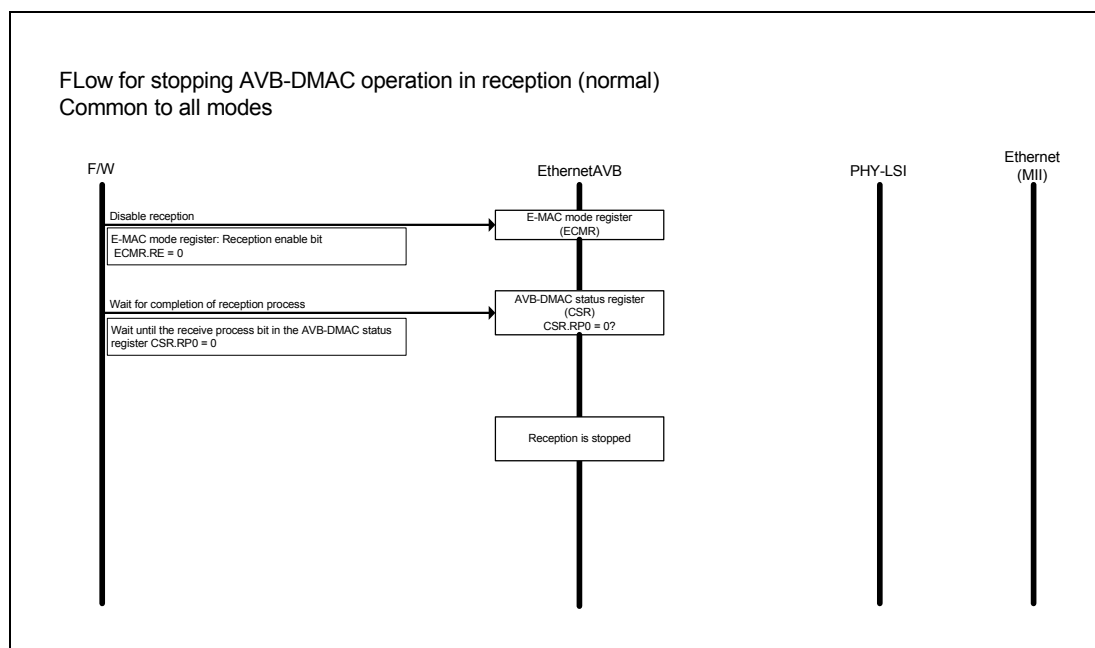 FLow for stopping AVB-DMAC operation in reception (normal)
Common to all modes
F/W
EthernetAVB
PHY-LSI
Ethernet
(MII)
Disable reception
E-MAC mode register: Reception enable bit
ECMR.RE = 0
E-MAC mode register
(ECMR)
Wait for completion of reception process
Wait until the receive process bit in the AVB-DMAC status
register CSR.RP0 = 0
AVB-DMAC status register
(CSR)
CSR.RP0 = 0?
Reception is stopped